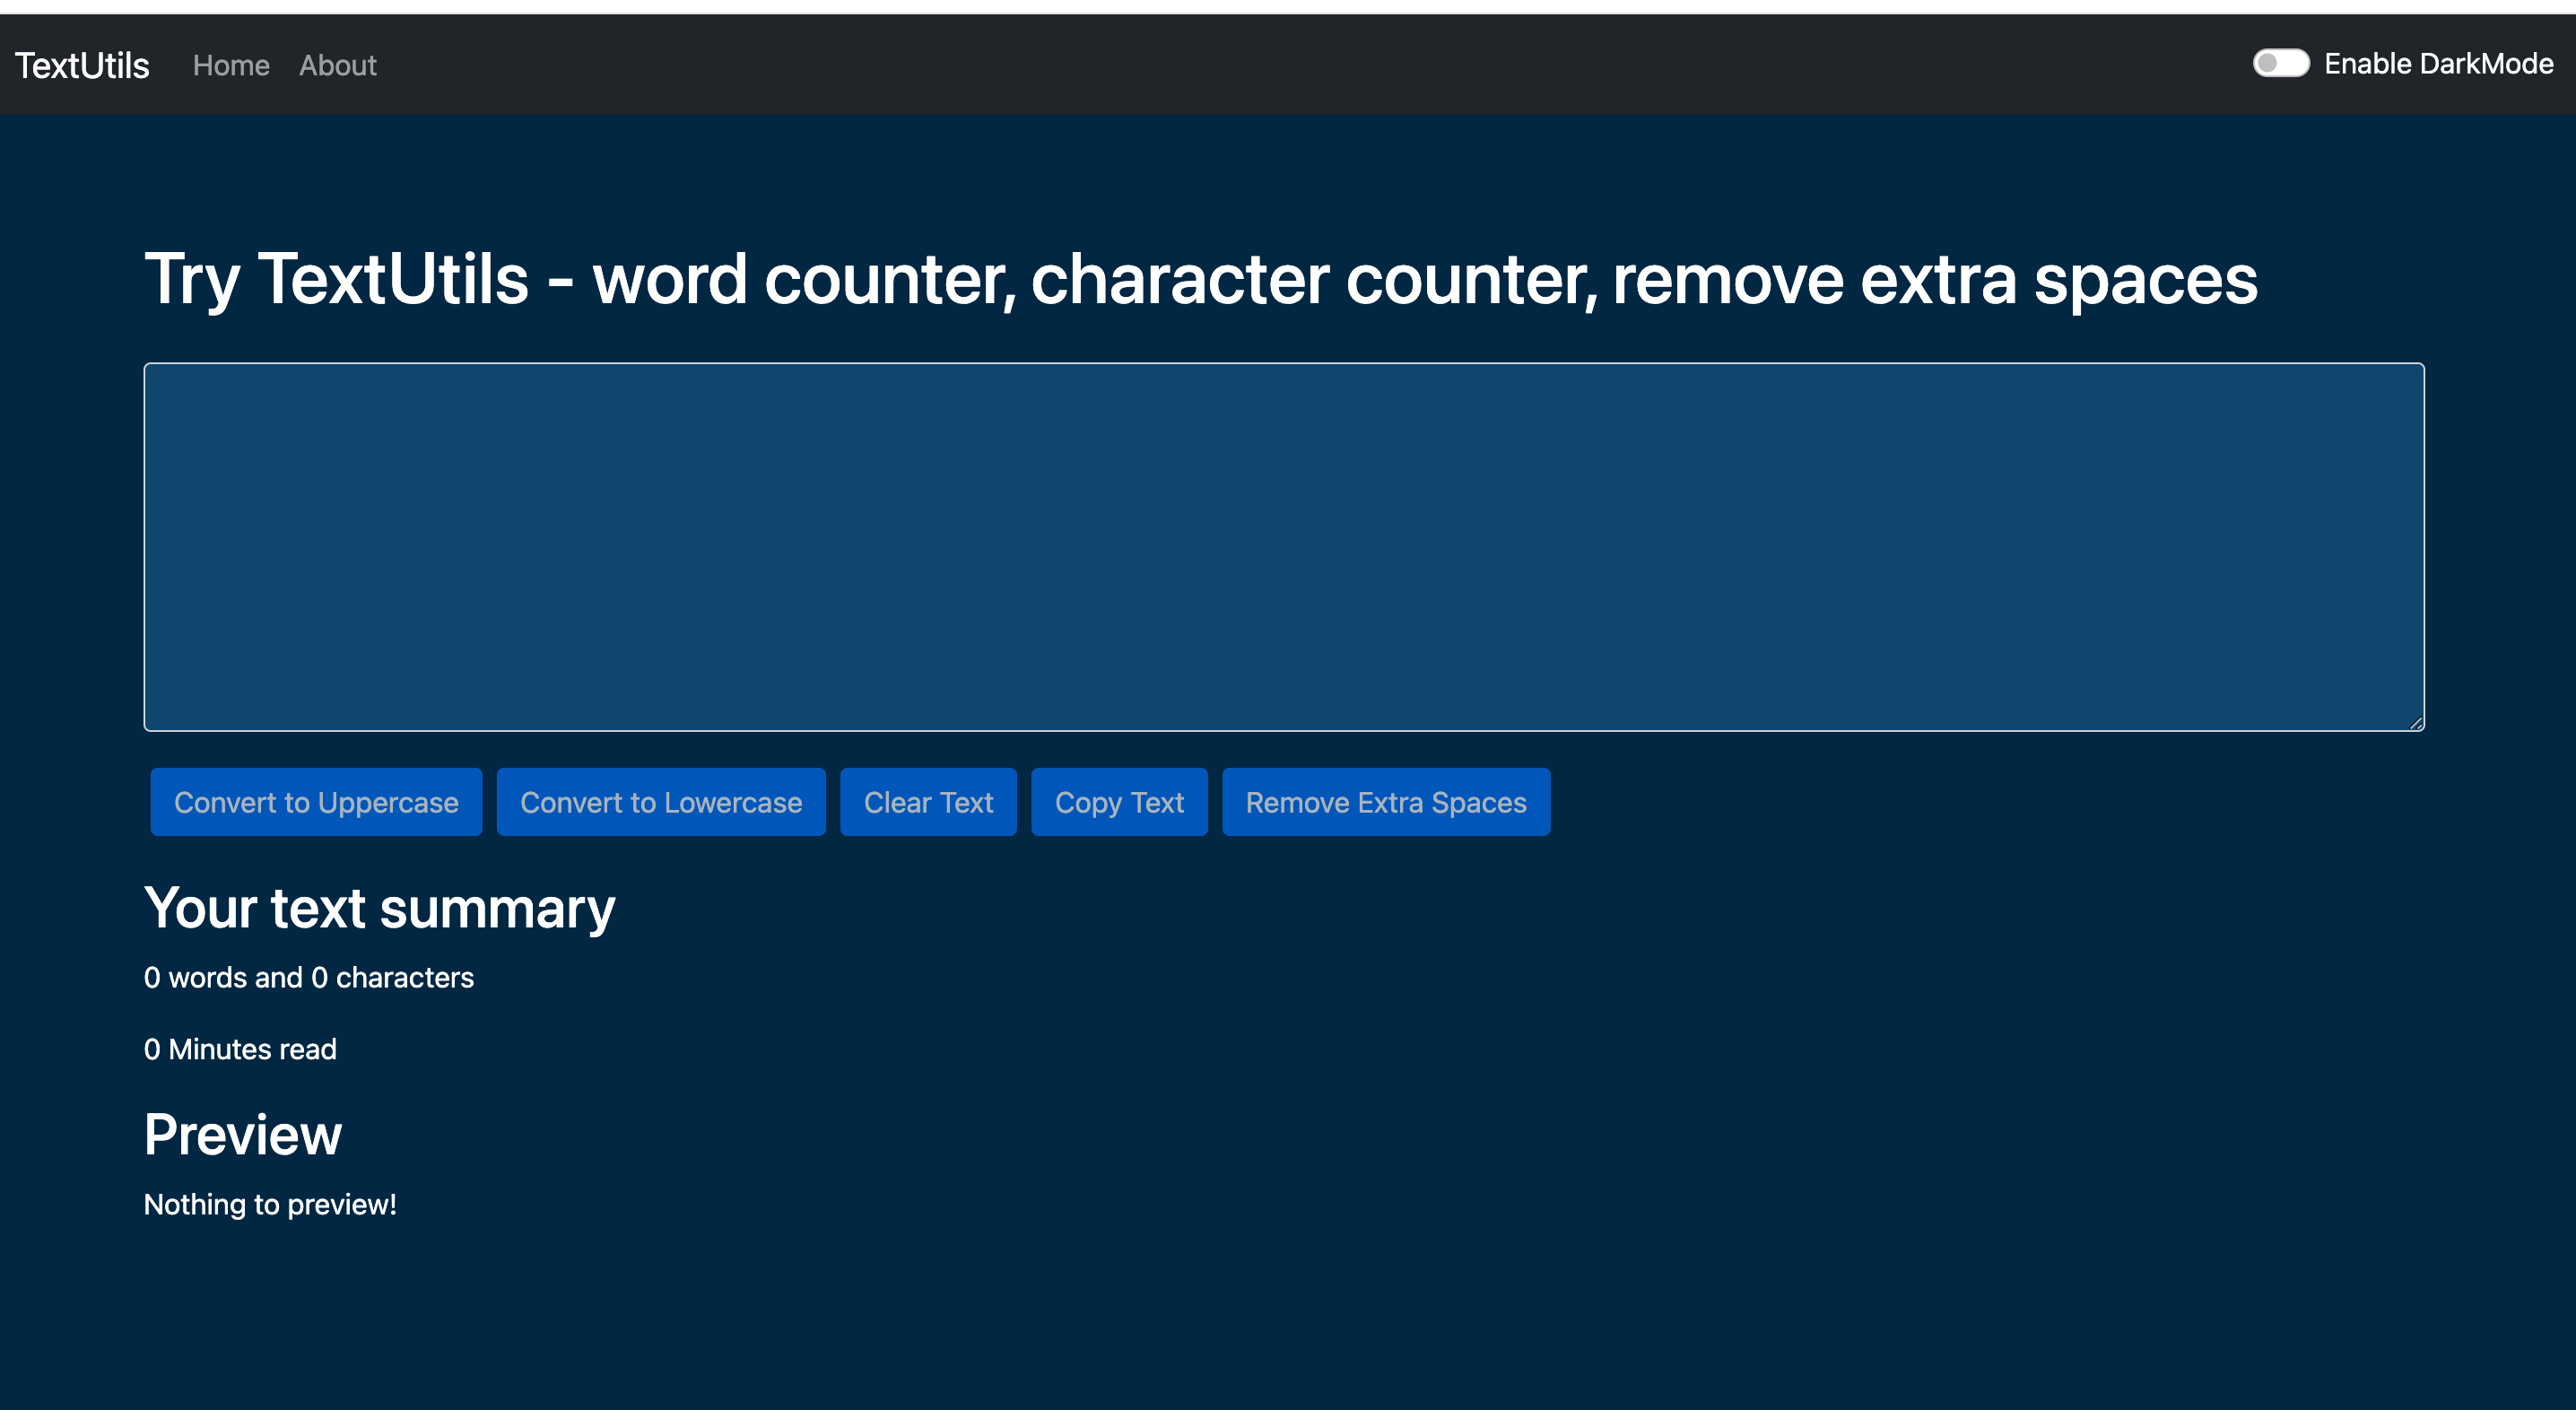 TextUtils Home About Enable DarkMode
Try TextUtils - word counter, character counter, remove extra spaces
Convert to Uppercase Convert to Lowercase Clear Text Copy Text Remove Extra Spaces
Your text summary
0 words and 0 characters
0 Minutes read
Preview
Nothing to preview!